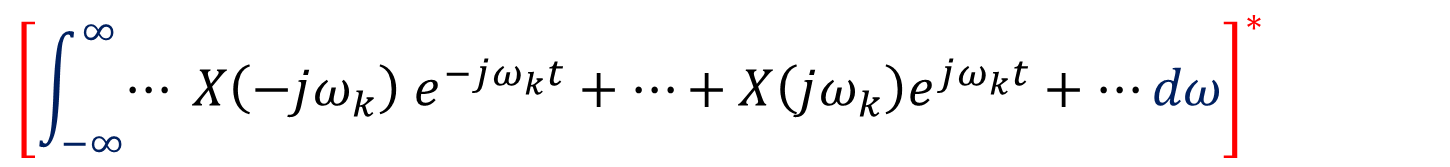 [∫_{-∞}^{∞} ⋯ X(−jω_k) e^{−jω_k t} + ⋯ + X(jω_k)e^{jω_k t} + ⋯ dω]^*